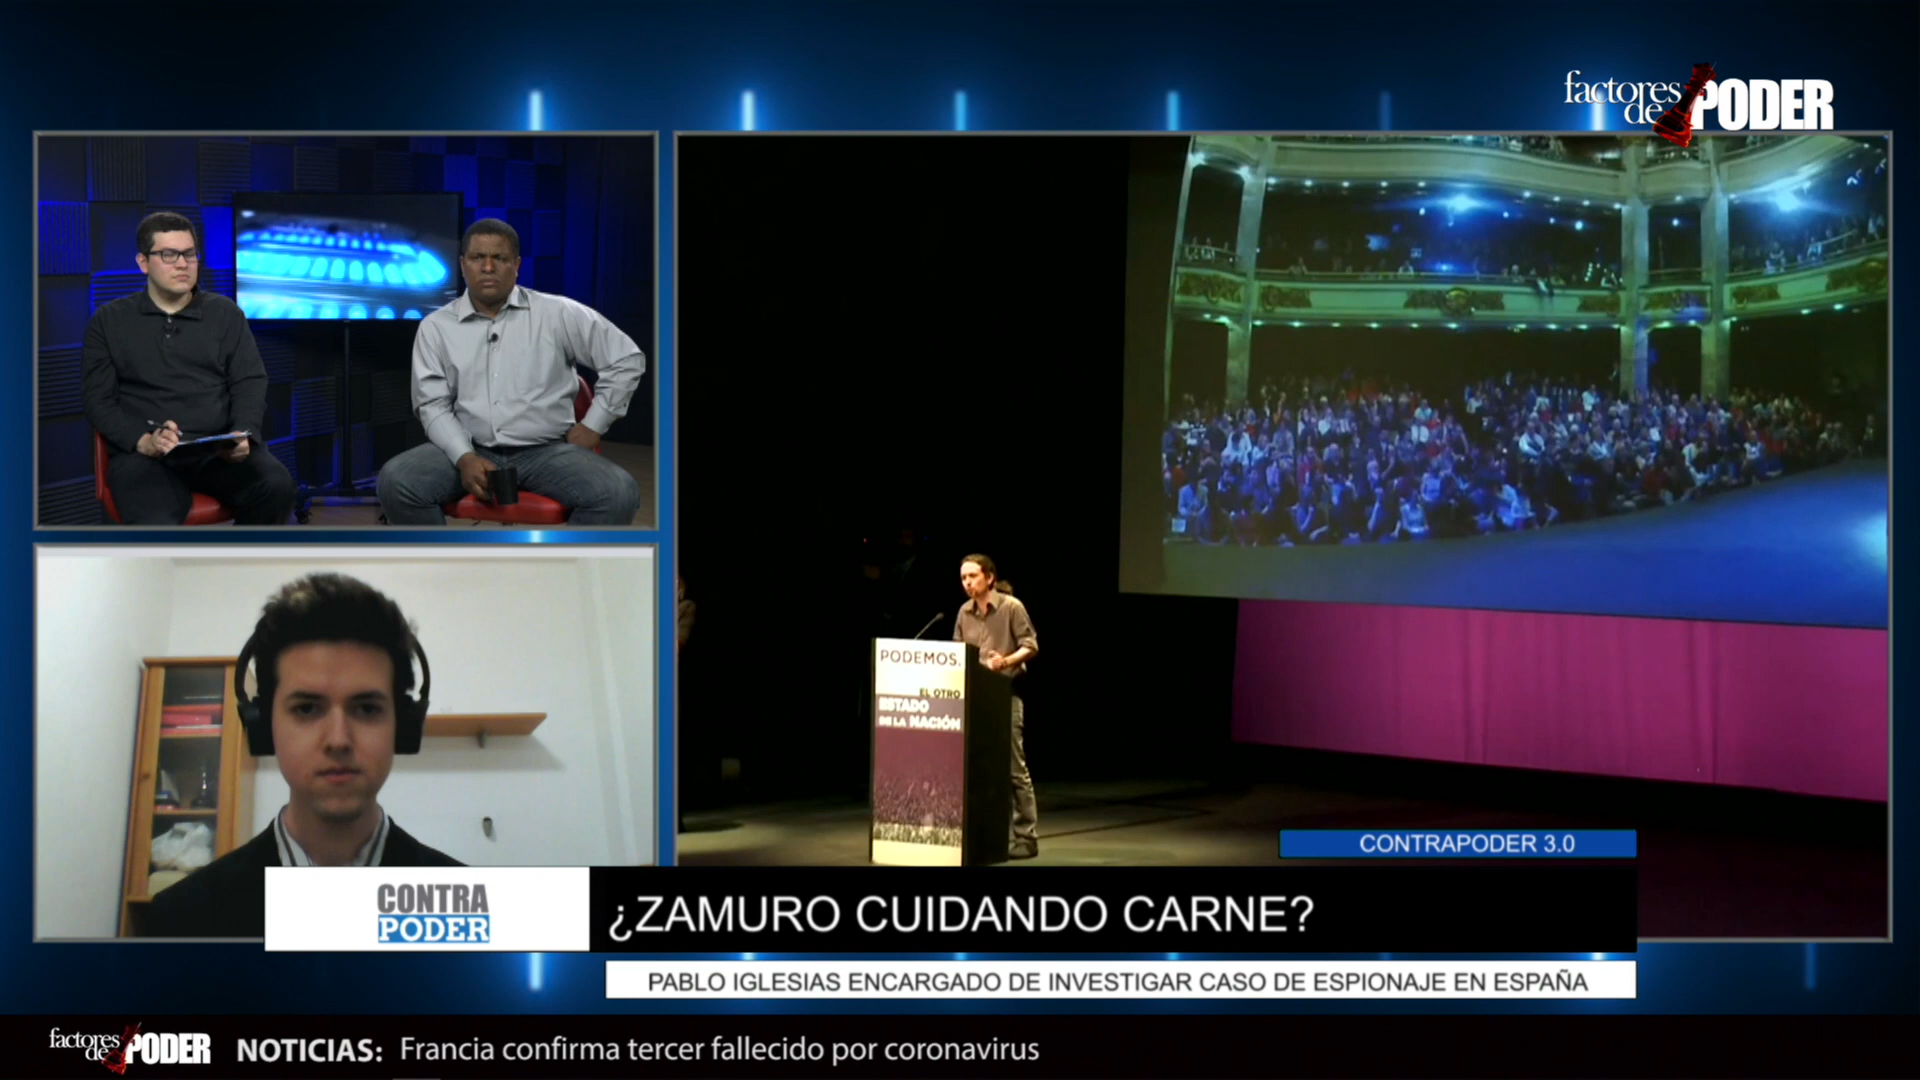 factores
de PODER
PODEMOS.
EL OTRO
ESTADO
DE LA NACIÓN
CONTRAPODER 3.0
CONTRA
PODER
¿ZAMURO CUIDANDO CARNE?
PABLO IGLESIAS ENCARGADO DE INVESTIGAR CASO DE ESPIONAJE EN ESPAÑA
factores
de PODER
NOTICIAS: Francia confirma tercer fallecido por coronavirus